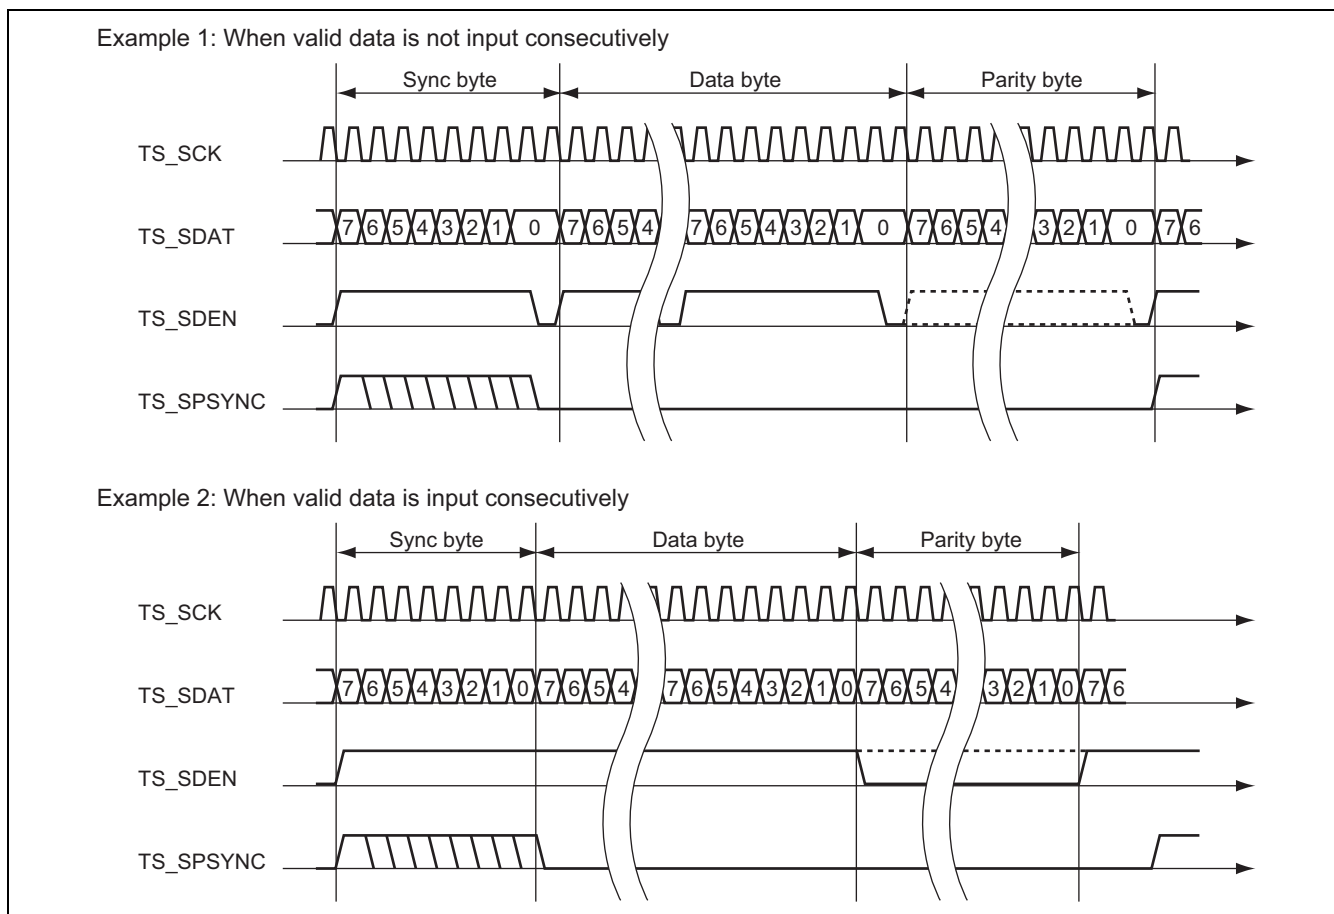 Example 1: When valid data is not input consecutively
Sync byte Data byte Parity byte
TS_SCK
TS_SDAT 7 6 5 4 3 2 1 0 7 6 5 4 7 6 5 4 3 2 1 0 7 6 5 4 3 2 1 0 7 6
TS_SDEN
TS_SPSYNC
Example 2: When valid data is input consecutively
Sync byte Data byte Parity byte
TS_SCK
TS_SDAT 7 6 5 4 3 2 1 0 7 6 5 4 7 6 5 4 3 2 1 0 7 6 5 4 3 2 1 0 7 6
TS_SDEN
TS_SPSYNC